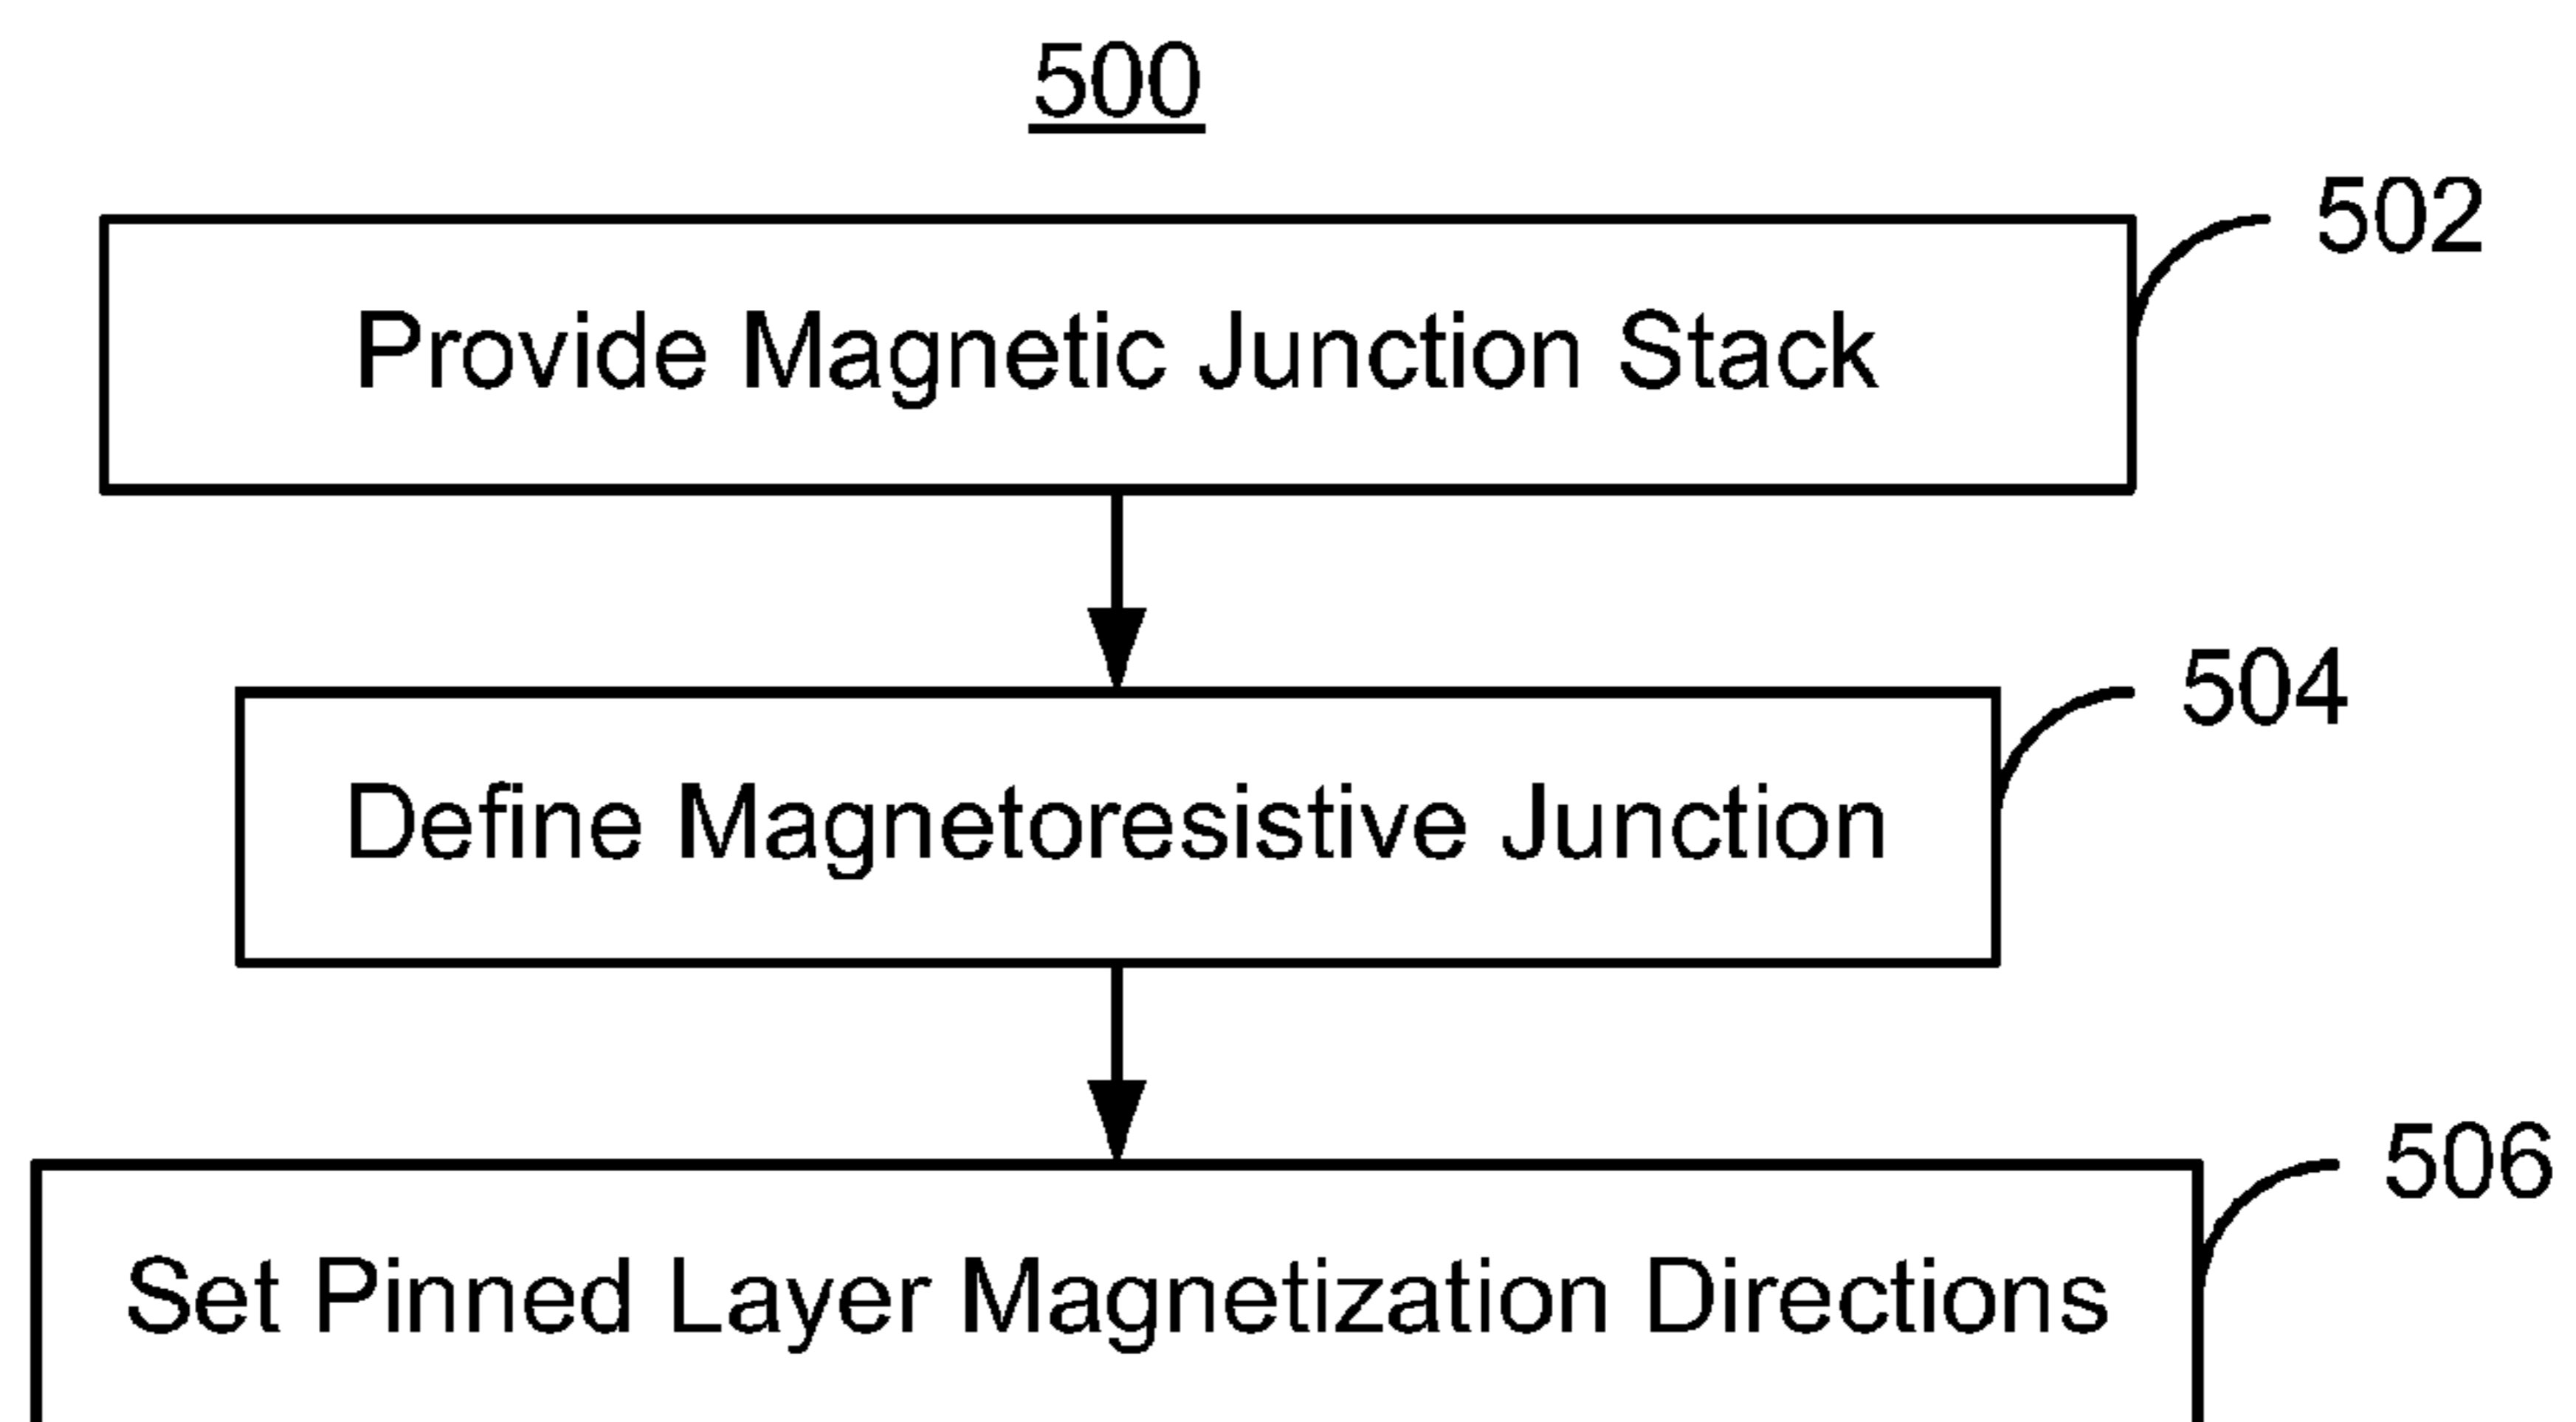 500
502
Provide Magnetic Junction Stack
504
Define Magnetoresistive Junction
506
Set Pinned Layer Magnetization Directions